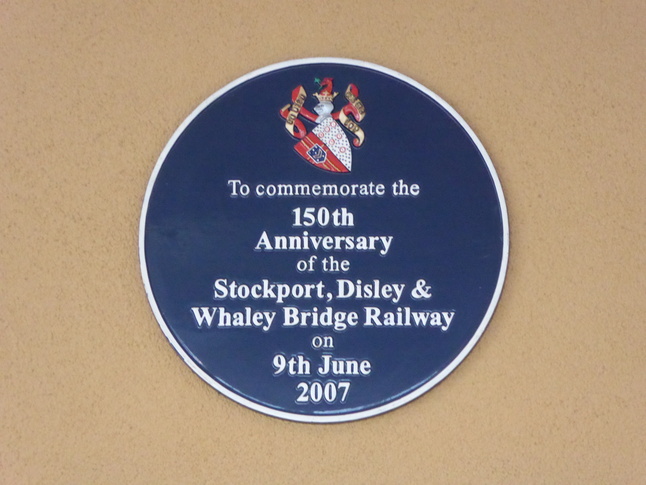 To commemorate the
150th
Anniversary
of the
Stockport, Disley &
Whaley Bridge Railway
on
9th June
2007